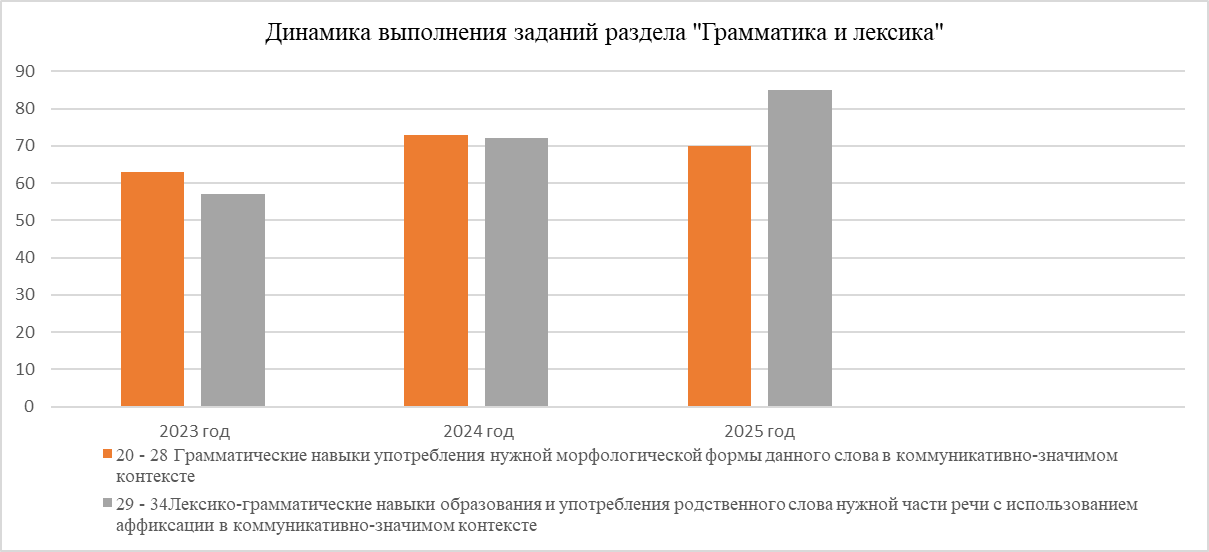 Динамика выполнения заданий раздела "Грамматика и лексика"
90
80
70
60
50
40
30
20
10
0
2023 год
2024 год
2025 год
20 - 28 Грамматические навыки употребления нужной морфологической формы данного слова в коммуникативно-значимом
контексте
29 - 34Лексико-грамматические навыки образования и употребления родственного слова нужной части речи с использованием
аффиксации в коммуникативно-значимом контексте